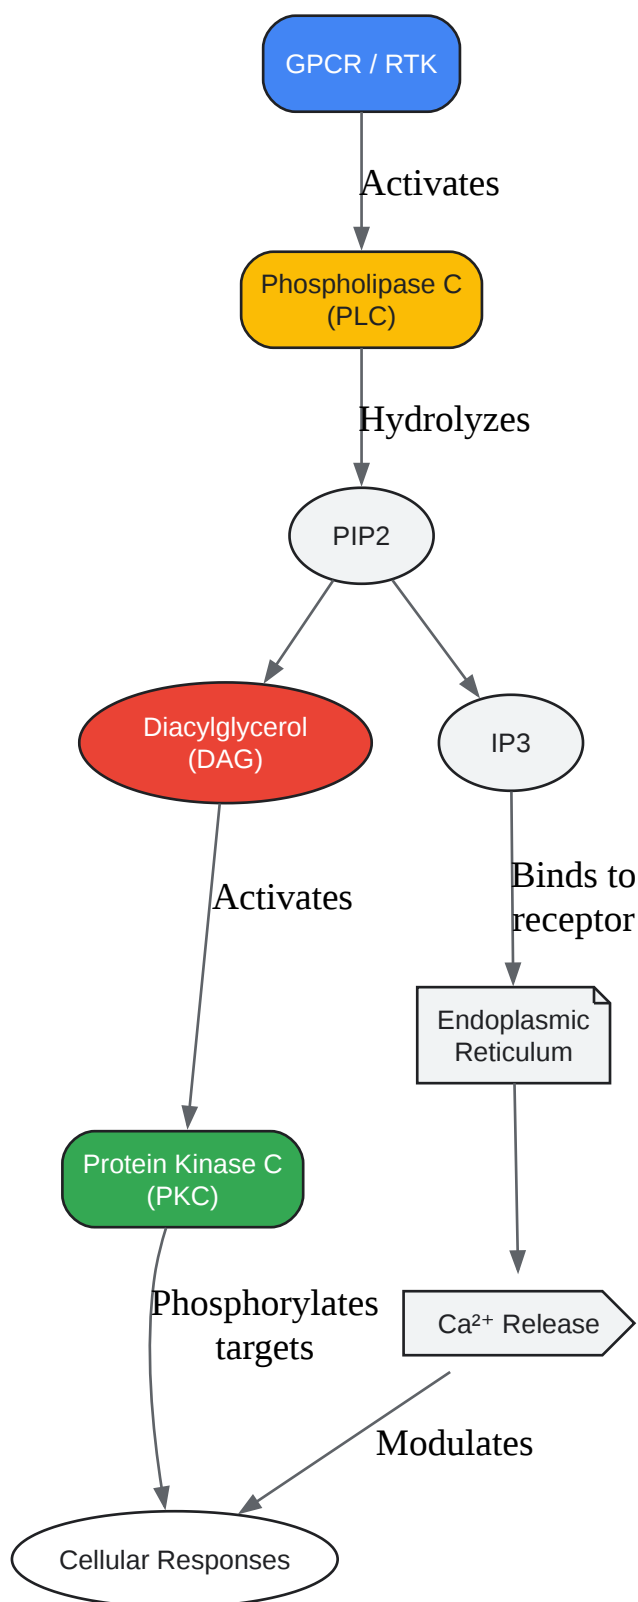 GPCR / RTK
Activates
Phospholipase C
(PLC)
Hydrolyzes
PIP2
Diacylglycerol
(DAG)
IP3
Activates
Binds to
receptor
Endoplasmic
Reticulum
Protein Kinase C
(PKC)
Phosphorylates
targets
Ca²⁺ Release
Modulates
Cellular Responses